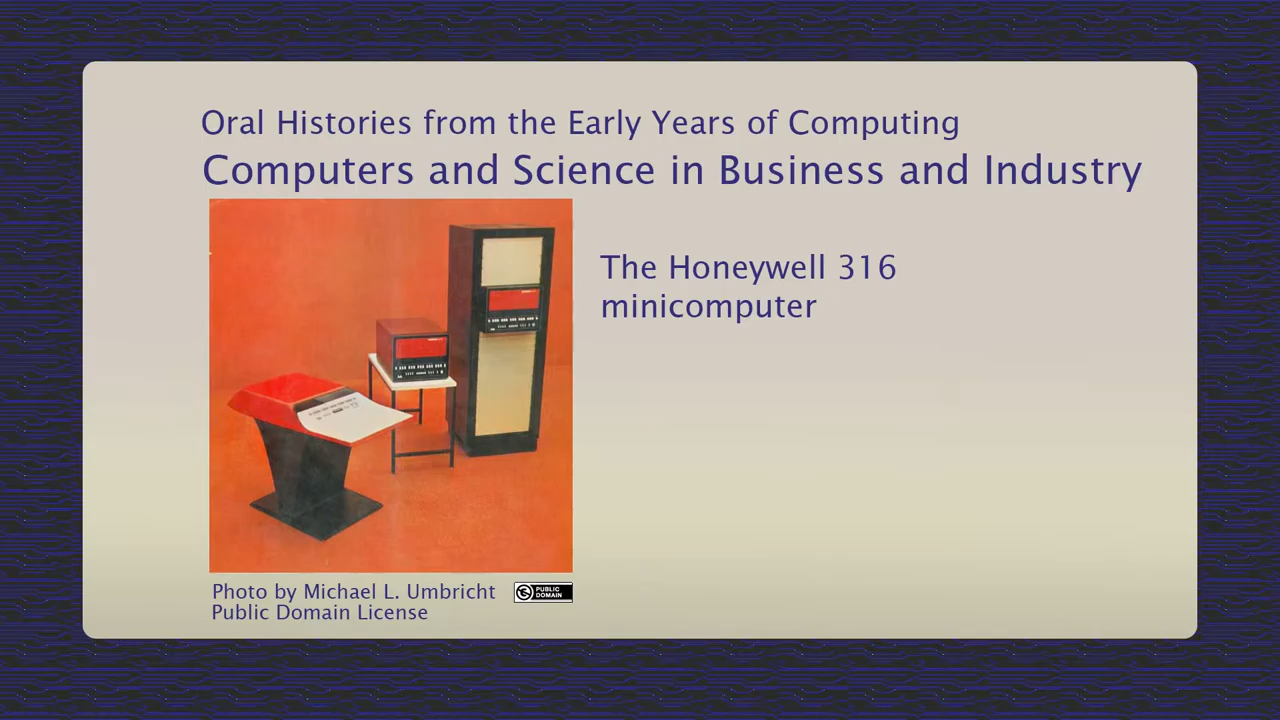 Oral Histories from the Early Years of Computing
Computers and Science in Business and Industry
The Honeywell 316
minicomputer
Photo by Michael L. Umbricht
Public Domain License
PUBLIC
DOMAIN